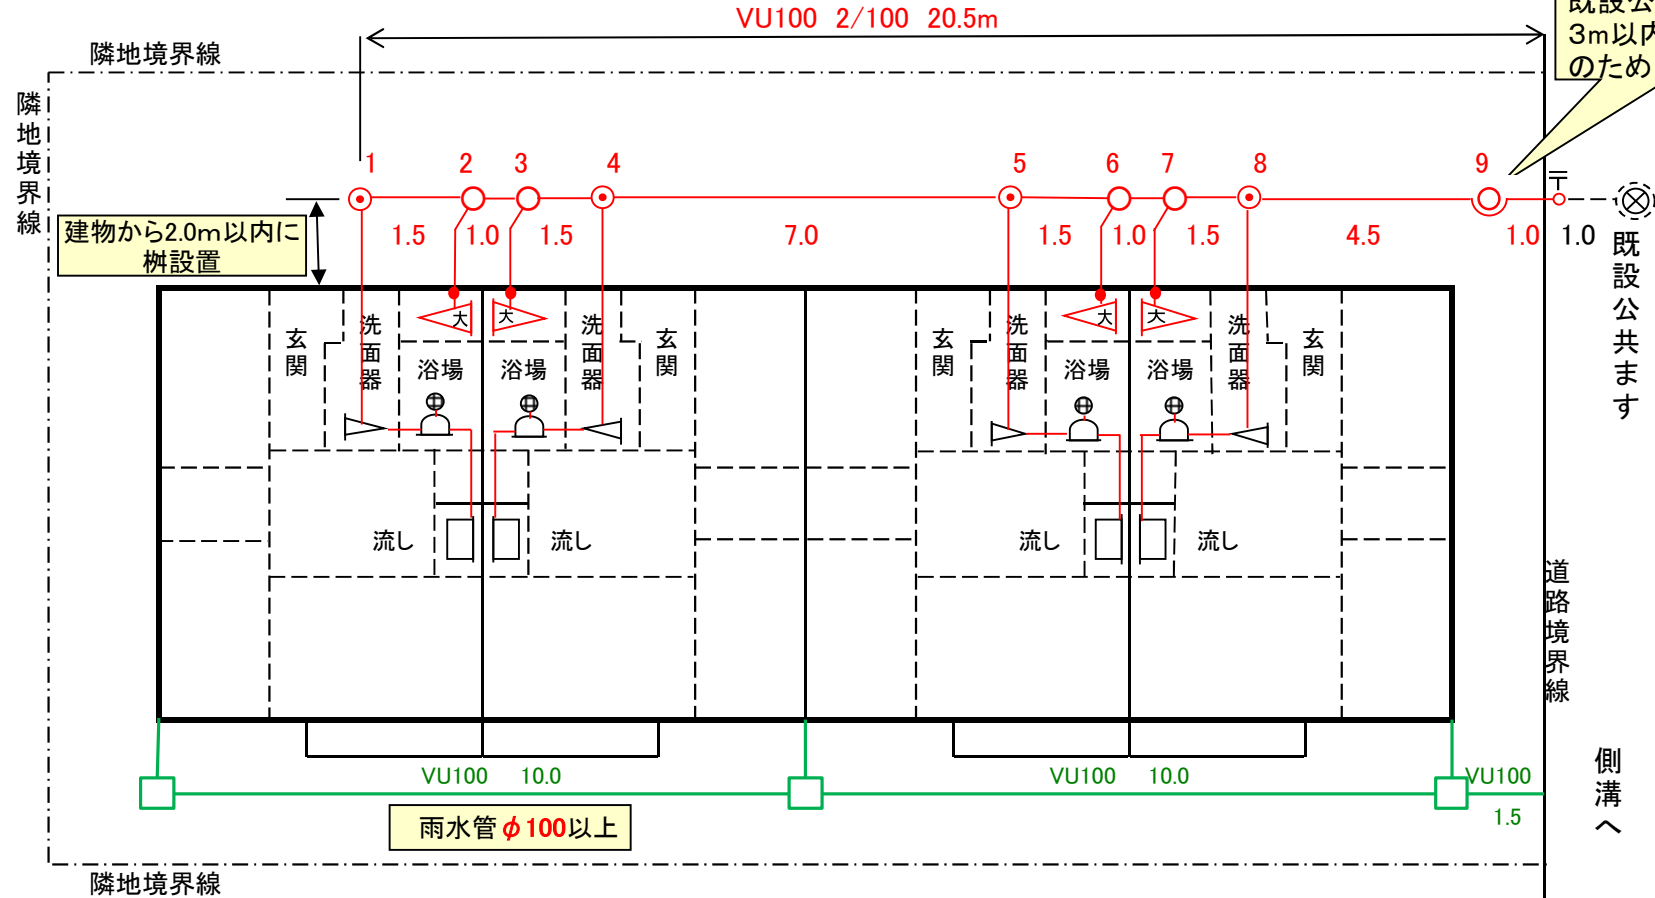 VU100 2/100 20.5m
既設公
3m以内
のため
隣地境界線
隣地境界線
1
2
3
4
5
6
7
8
9
〒
建物から2.0m以内に
桝設置
1.5
1.0
1.5
7.0
1.5
1.0
1.5
4.5
1.0
1.0
既設公共ます
玄関
洗面器
大
大
洗面器
玄関
玄関
洗面器
大
大
洗面器
玄関
浴場
浴場
浴場
浴場
流し
流し
流し
流し
道路境界線
VU100 10.0
VU100 10.0
VU100
1.5
側溝へ
雨水管φ100以上
隣地境界線